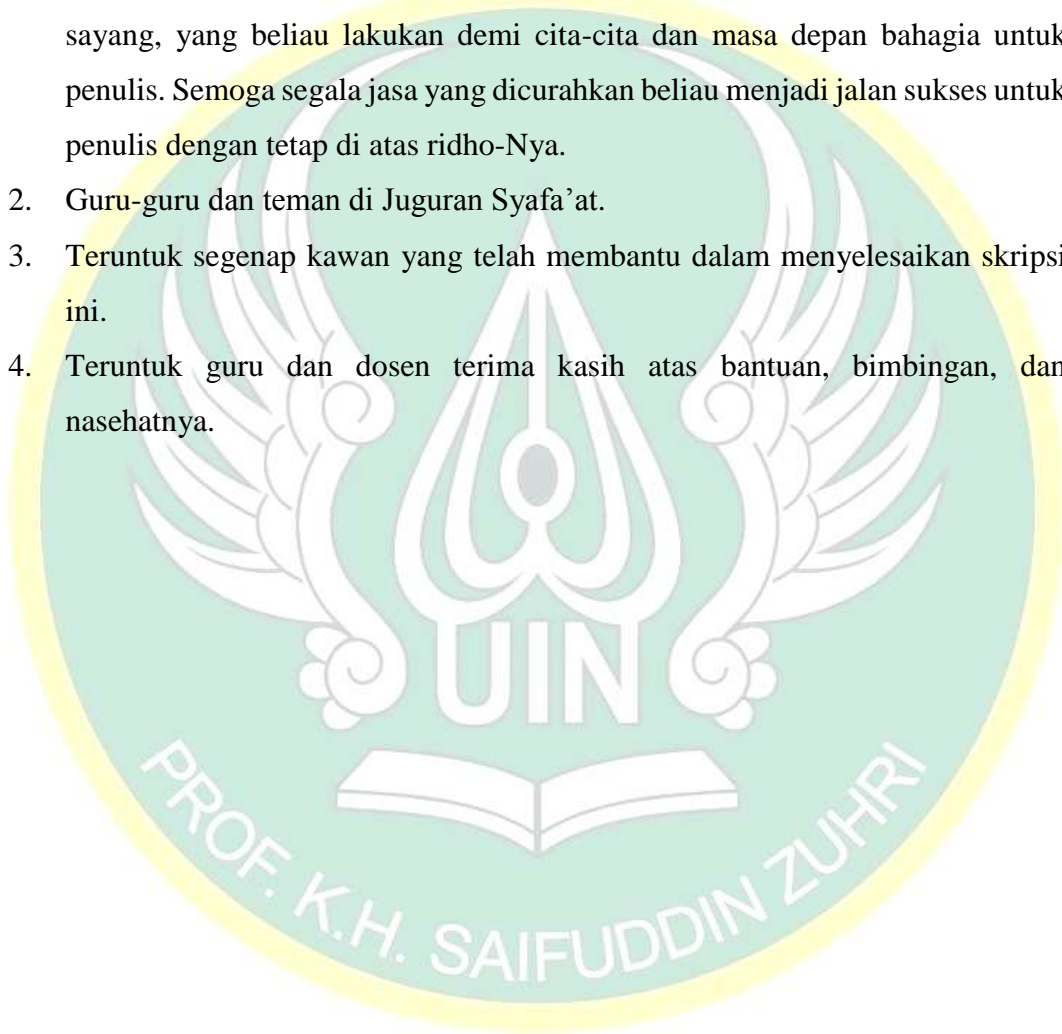 sayang, yang beliau lakukan demi cita-cita dan masa depan bahagia untuk
penulis. Semoga segala jasa yang dicurahkan beliau menjadi jalan sukses untuk
penulis dengan tetap di atas ridho-Nya.
2. Guru-guru dan teman di Juguran Syafa’at.
3. Teruntuk segenap kawan yang telah membantu dalam menyelesaikan skripsi
ini.
4. Teruntuk guru dan dosen terima kasih atas bantuan, bimbingan, dan
nasehatnya.
UIN
PROF. K.H. SAIFUDDIN ZUHRI